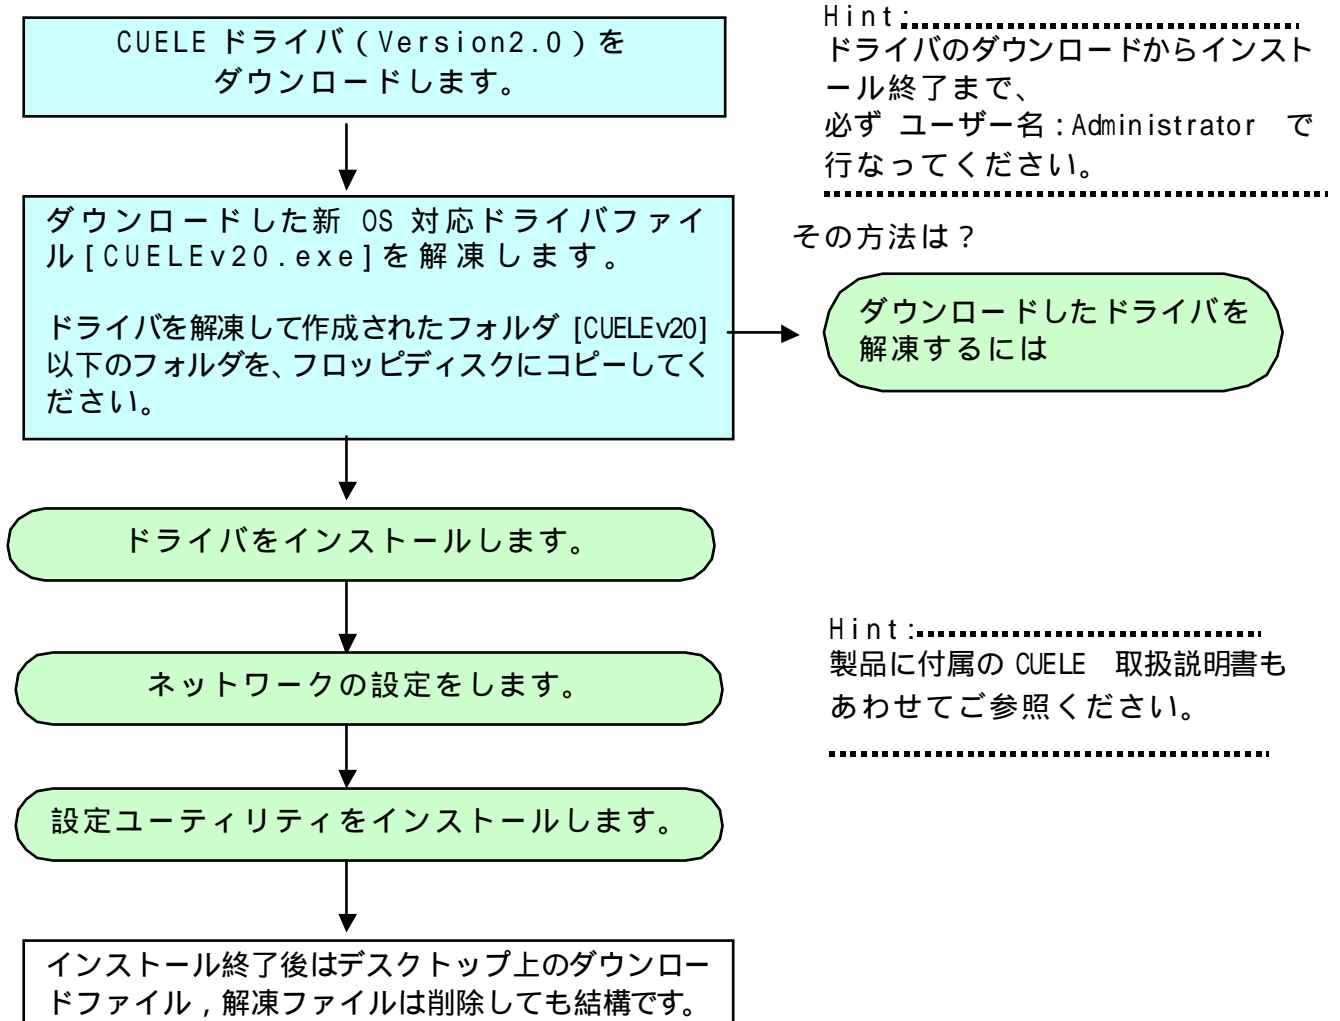 CUELE ドライバ（Version2.0）を
ダウンロードします。
Hint:
ドライバのダウンロードからインスト
ール終了まで、
必ず ユーザー名:Administrator　で
行なってください。
ダウンロードした新 OS 対応ドライバファイ
ル[CUELEv20.exe]を解凍します。
ドライバを解凍して作成されたフォルダ [CUELEv20]
以下のフォルダを、フロッピディスクにコピーしてく
ださい。
その方法は？
ダウンロードしたドライバを
解凍するには
ドライバをインストールします。
ネットワークの設定をします。
Hint:
製品に付属の CUELE　取扱説明書も
あわせてご参照ください。
設定ユーティリティをインストールします。
インストール終了後はデスクトップ上のダウンロー
ドファイル，解凍ファイルは削除しても結構です。